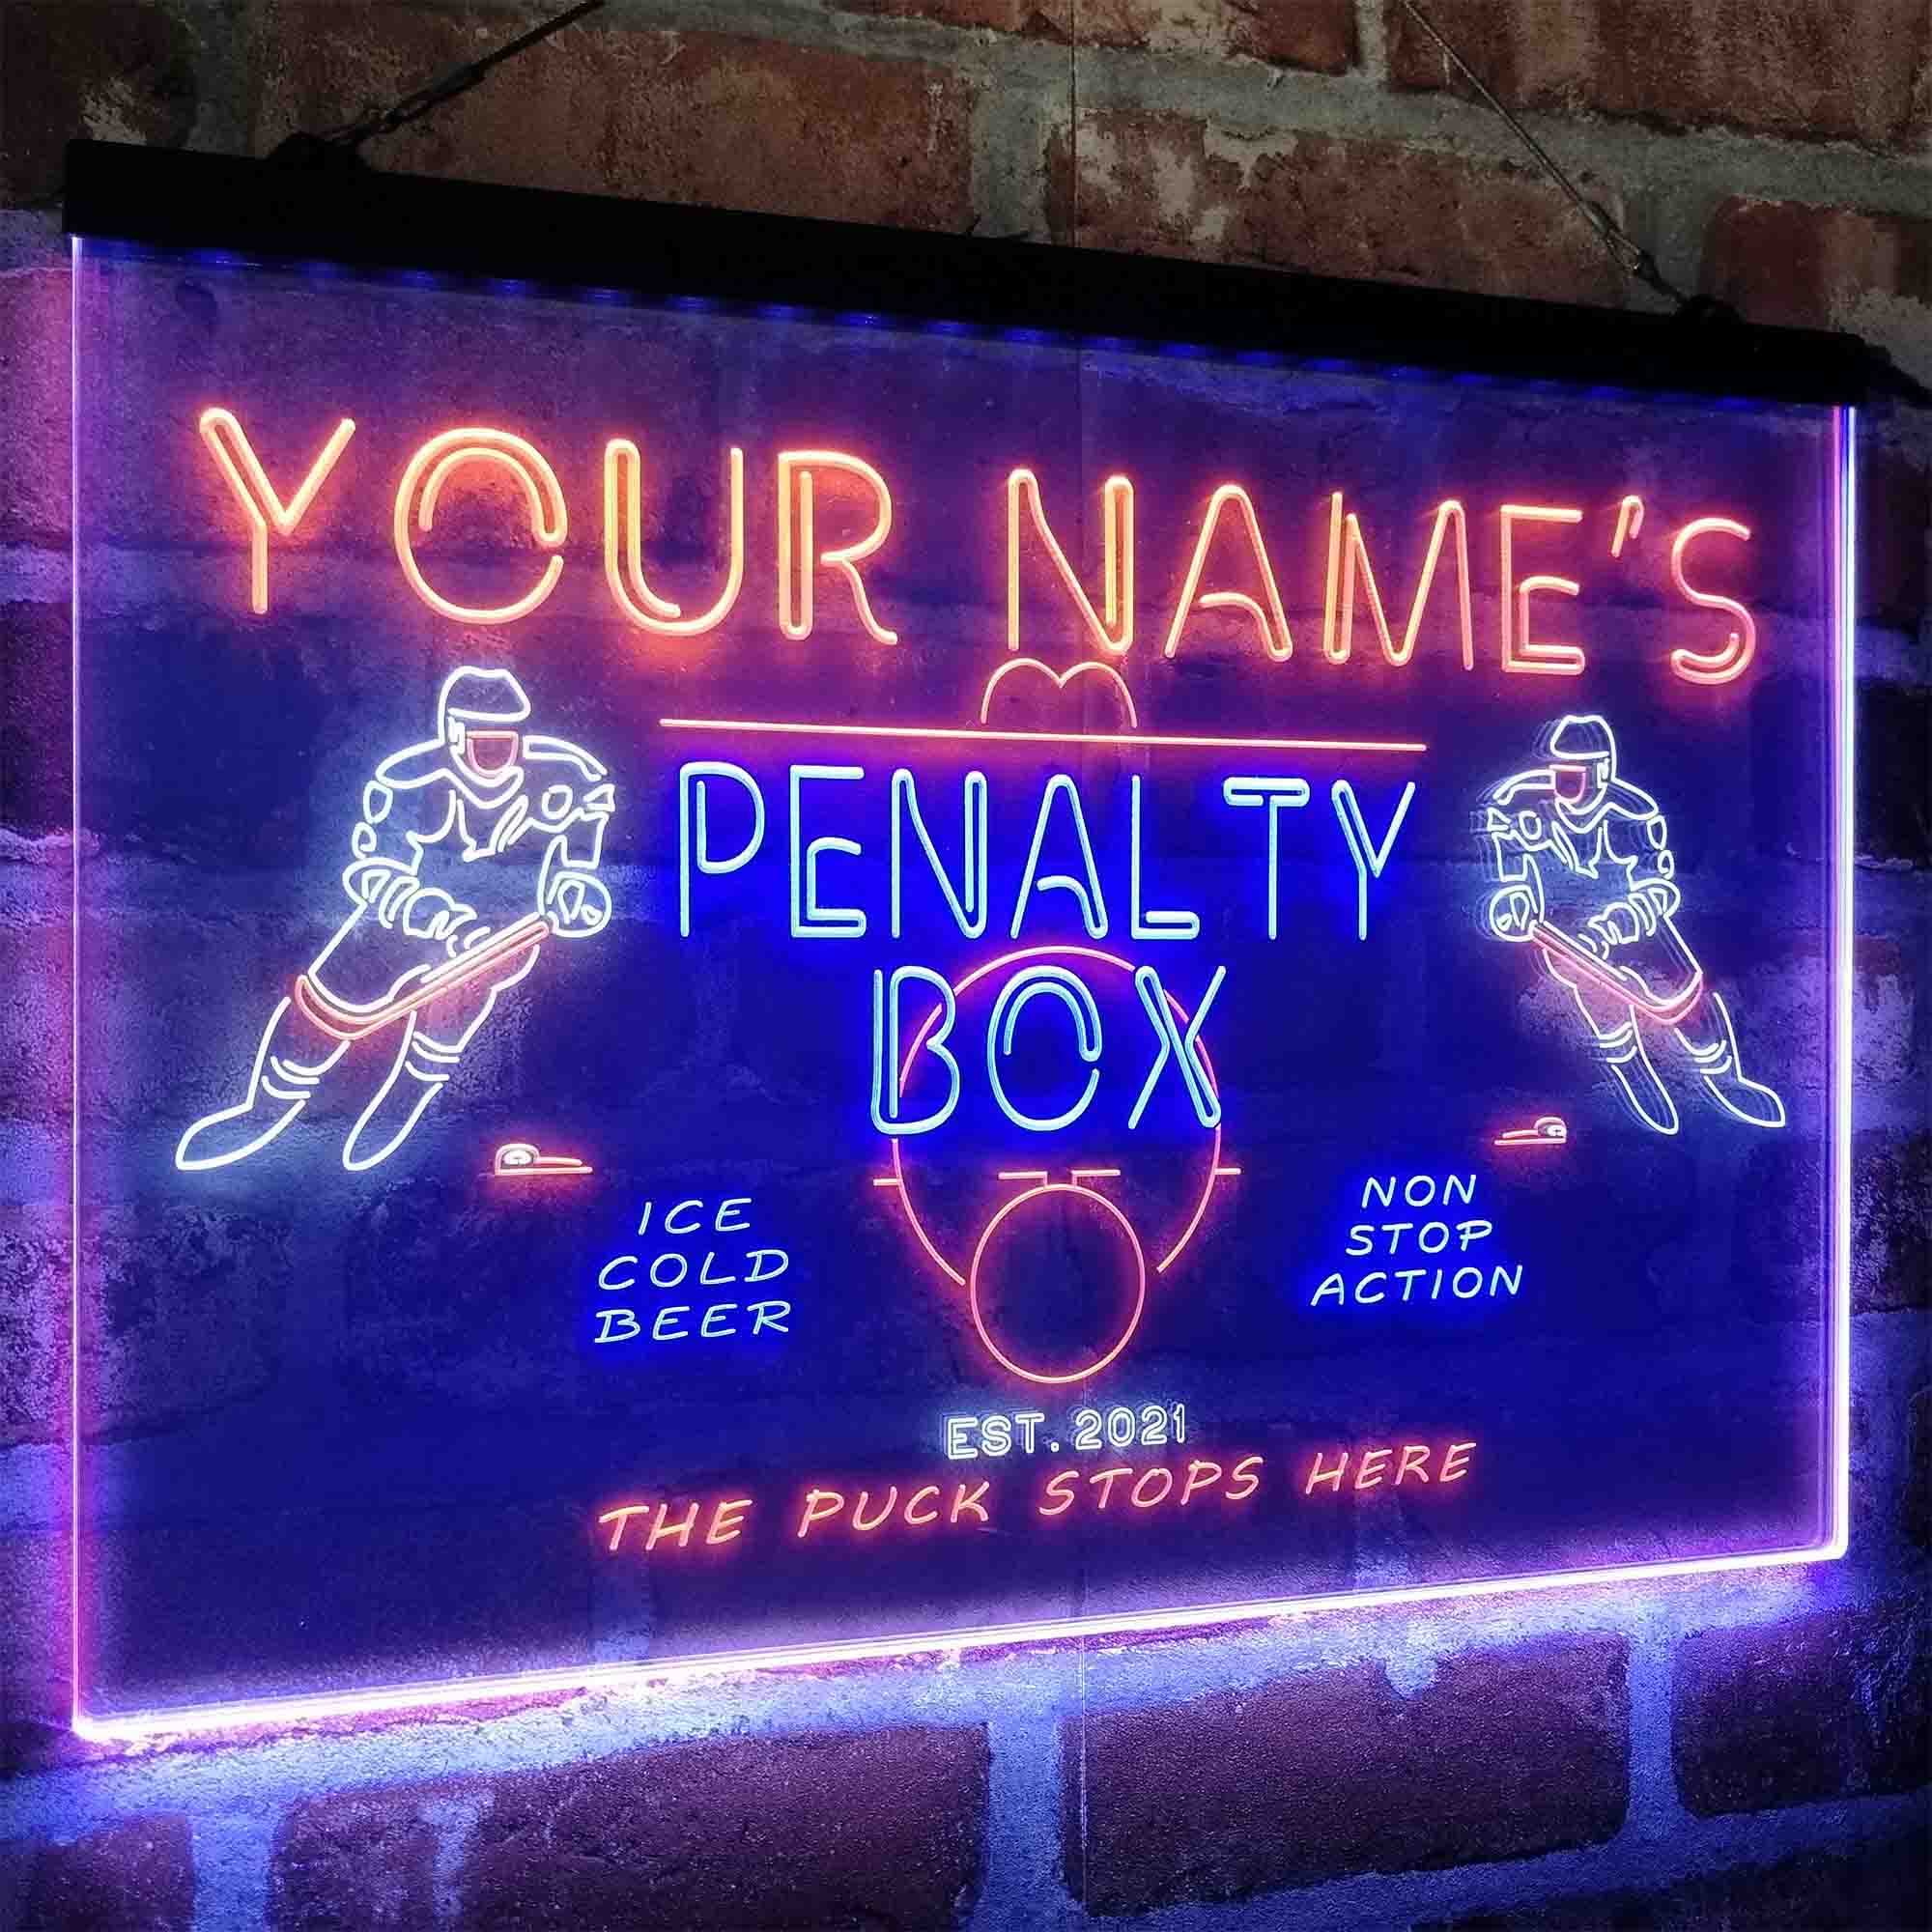 YOUR NAME'S
PENALTY
BOX
ICE
COLD
BEER
NON
STOP
ACTION
EST. 2021
THE PUCK STOPS HERE